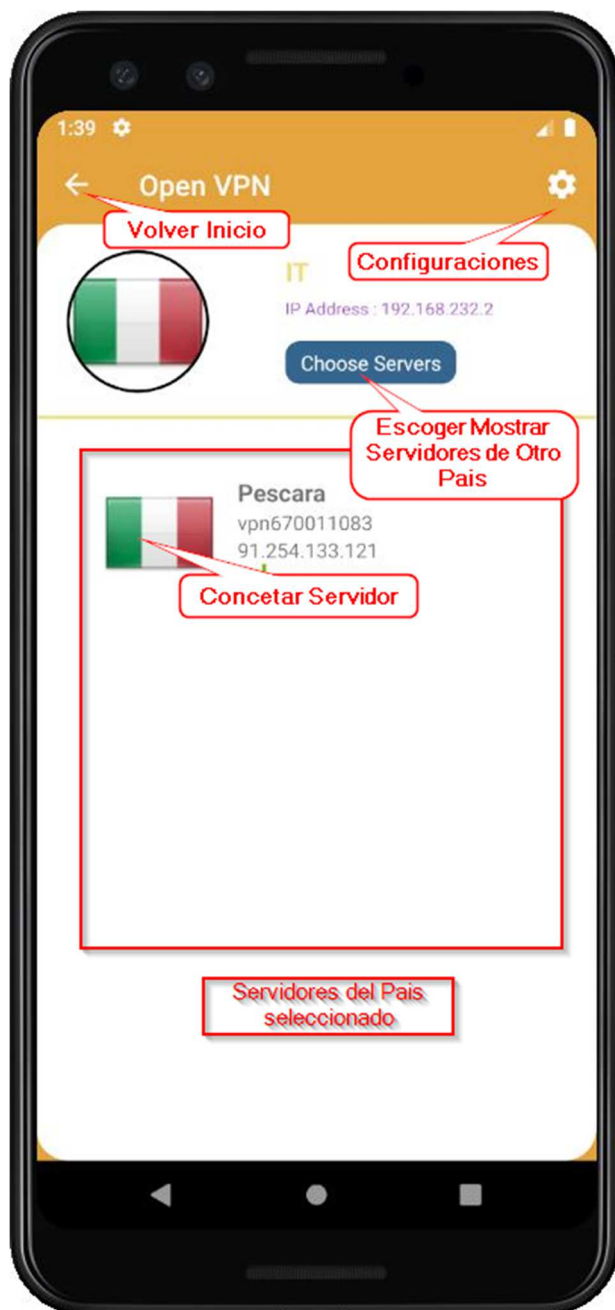 1:39
Open VPN
Volver Inicio
Configuraciones
IT
IP Address : 192.168.232.2
Choose Servers
Escoger Mostrar
Servidores de Otro
Pais
Pescara
vpn670011083
91.254.133.121
Concetar Servidor
Servidores del Pais
seleccionado